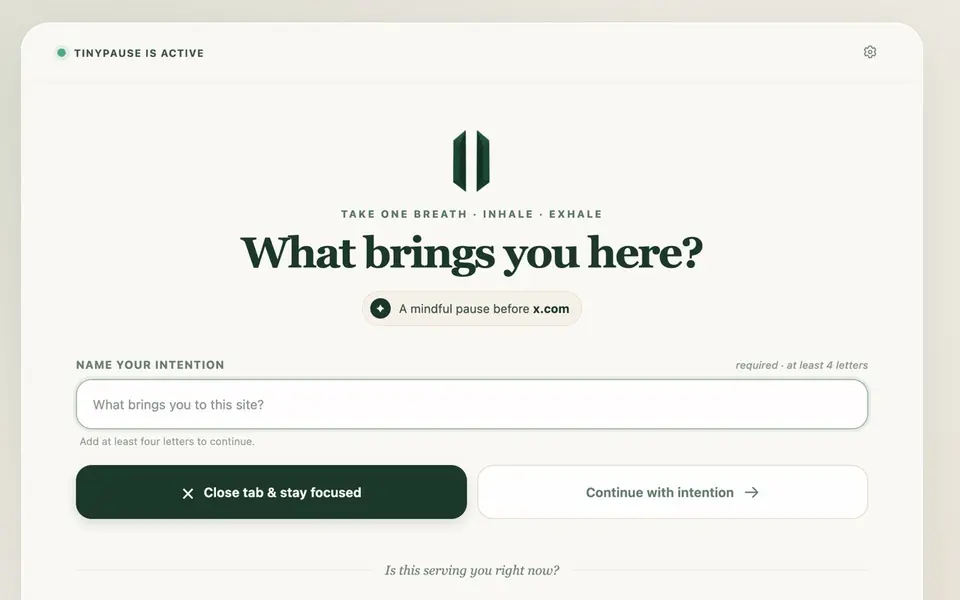 TINYPAUSE IS ACTIVE
TAKE ONE BREATH · INHALE · EXHALE
What brings you here?
A mindful pause before x.com
NAME YOUR INTENTION
required · at least 4 letters
What brings you to this site?
Add at least four letters to continue.
Close tab & stay focused
Continue with intention
Is this serving you right now?